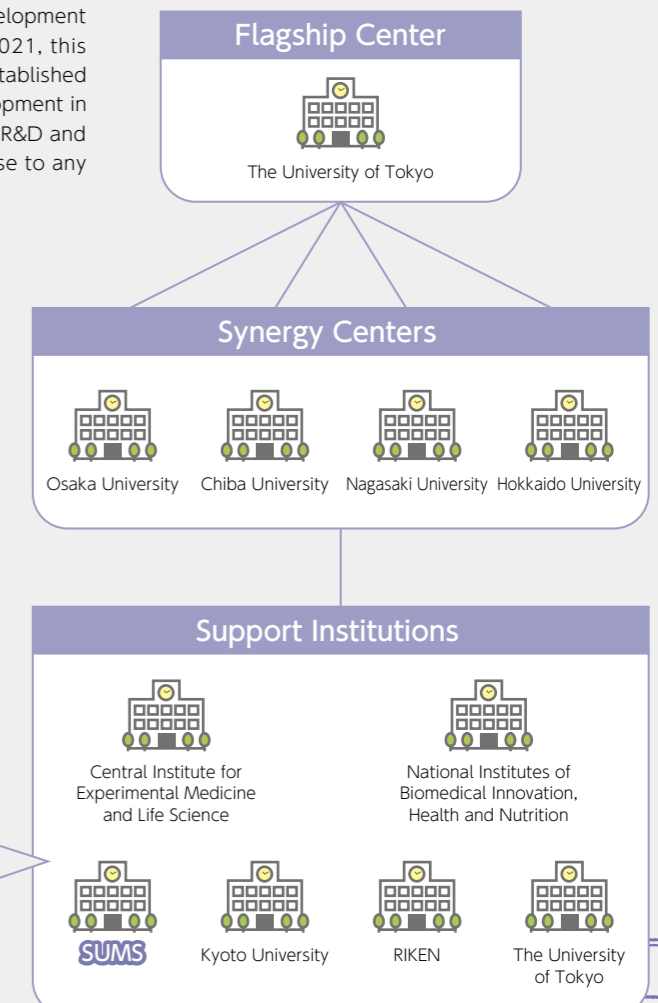 elopment
021, this
tablished
opment in
R&D and
se to any
Flagship Center
The University of Tokyo
Synergy Centers
Osaka University
Chiba University
Nagasaki University
Hokkaido University
Support Institutions
Central Institute for
Experimental Medicine
and Life Science
National Institutes of
Biomedical Innovation,
Health and Nutrition
SUMS
Kyoto University
RIKEN
The University
of Tokyo